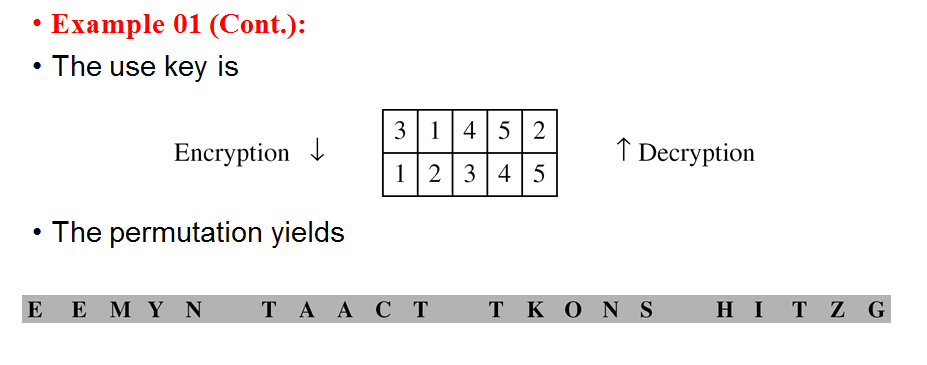 • Example 01 (Cont.):
• The use key is
3 1 4 5 2
Encryption ↓ ↑ Decryption
1 2 3 4 5
• The permutation yields
E E M Y N T A A C T T K O N S H I T Z G